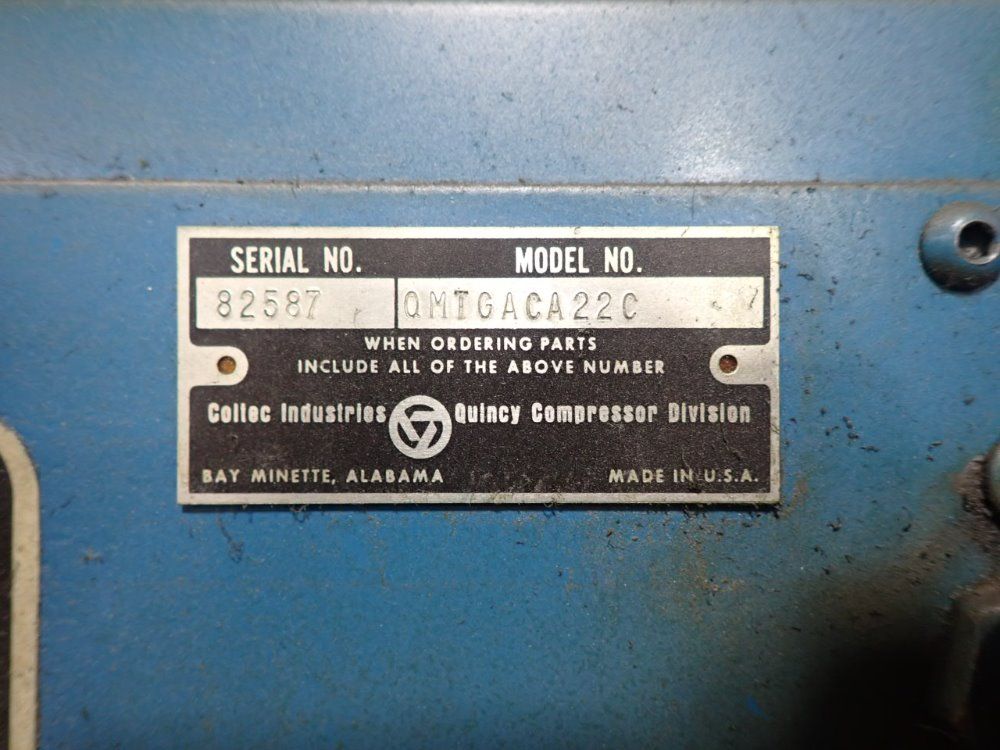 SERIAL NO. MODEL NO.
82587 QMTGACA22C
WHEN ORDERING PARTS
INCLUDE ALL OF THE ABOVE NUMBER
Coltec Industries Quincy Compressor Division
BAY MINETTE, ALABAMA MADE IN U.S.A.